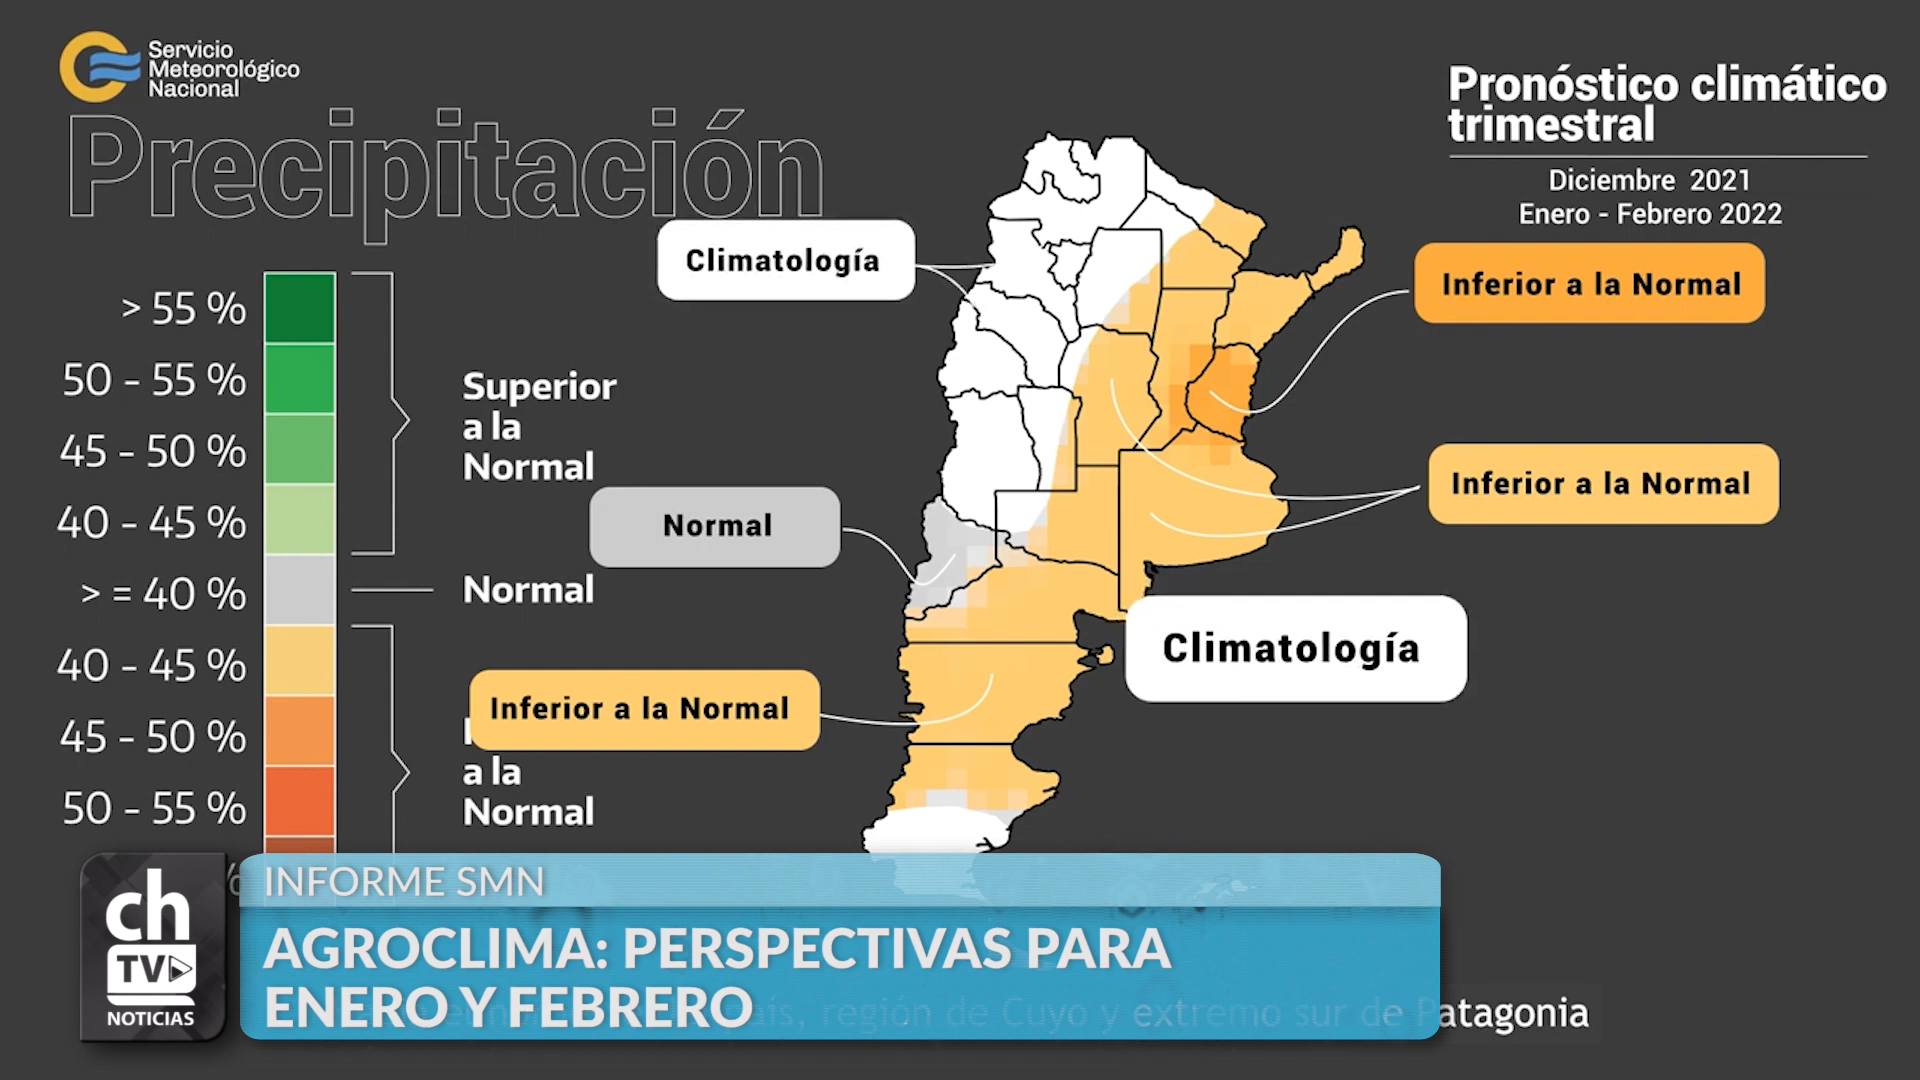 Servicio
Meteorológico
Nacional
Precipitación
Pronóstico climático
trimestral
Diciembre 2021
Enero - Febrero 2022
Climatología
Inferior a la Normal
> 55 %
50 - 55 %
45 - 50 %
40 - 45 %
> = 40 %
40 - 45 %
45 - 50 %
50 - 55 %
%
Superior
a la
Normal
Normal
a la
Normal
Normal
Inferior a la Normal
Climatología
Inferior a la Normal
INFORME SMN
AGROCLIMA: PERSPECTIVAS PARA
ENERO Y FEBRERO
país, región de Cuyo y extremo sur de Patagonia
ch
TV
NOTICIAS